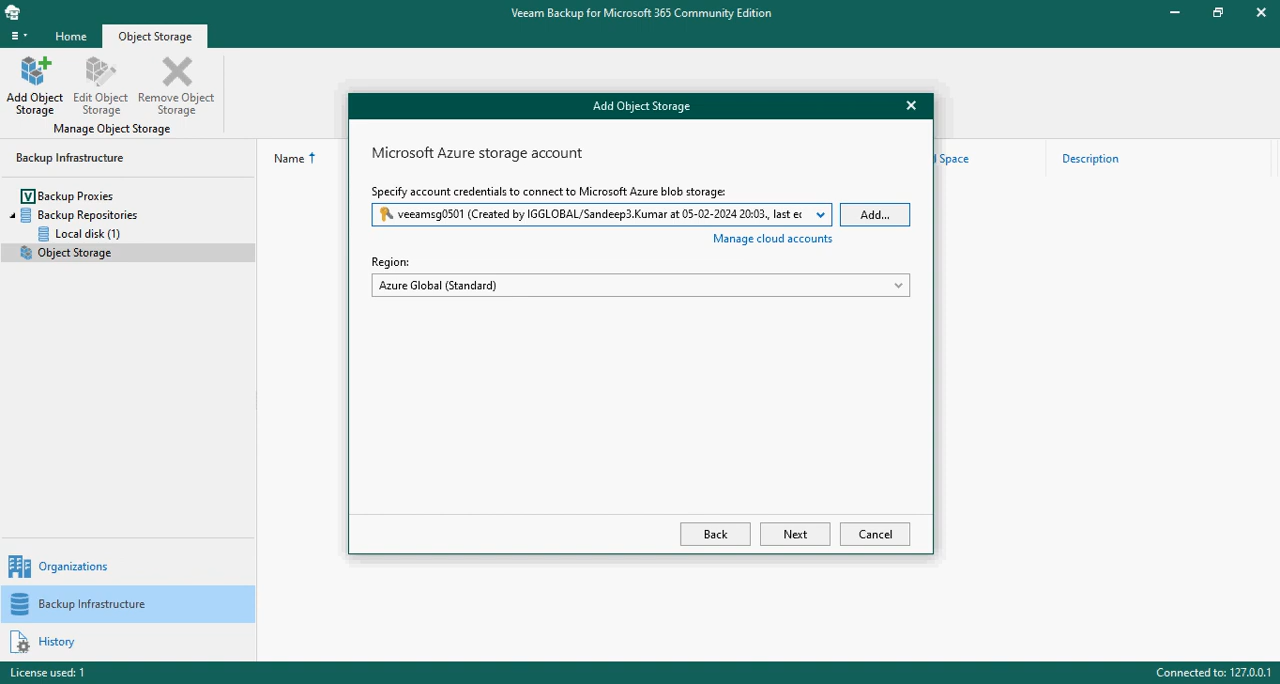 Veeam Backup for Microsoft 365 Community Edition
Home
Object Storage
Add Object
Storage
Edit Object
Storage
Remove Object
Storage
Manage Object Storage
Backup Infrastructure
Backup Proxies
Backup Repositories
Local disk (1)
Object Storage
Organizations
Backup Infrastructure
History
Name
Space
Description
Add Object Storage
Microsoft Azure storage account
Specify account credentials to connect to Microsoft Azure blob storage:
veeamsg0501 (Created by IGGLOBAL/Sandeep3.Kumar at 05-02-2024 20:03., last
Add...
Manage cloud accounts
Region:
Azure Global (Standard)
Back
Next
Cancel
License used: 1
Connected to: 127.0.0.1